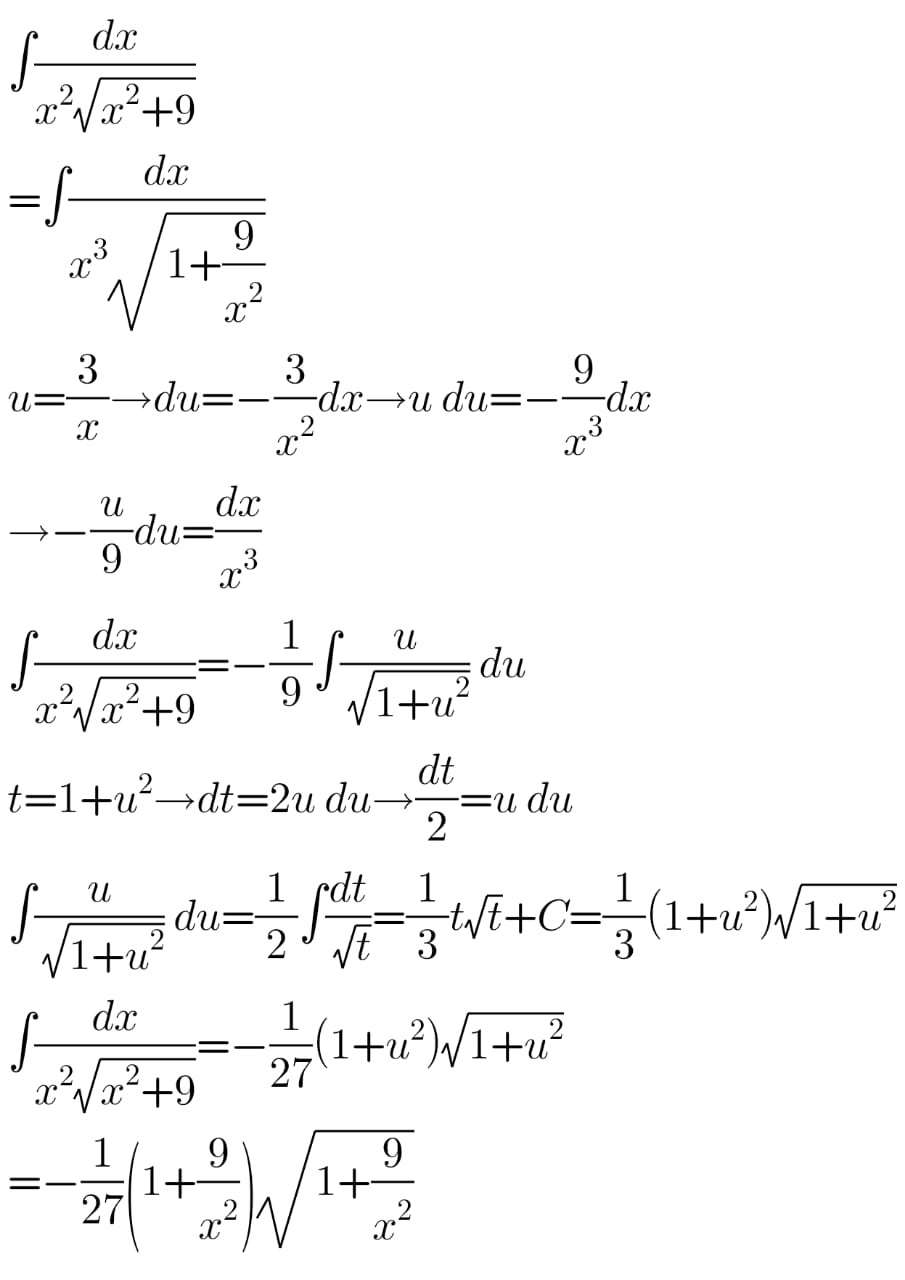 ∫dx/(x²√(x²+9))
=∫dx/(x³√(1+9/x²))
u=3/x→du=−3/x² dx→u du=−9/x³ dx
→−u/9 du=dx/x³
∫dx/(x²√(x²+9))=−1/9∫u/√(1+u²) du
t=1+u²→dt=2u du→dt/2=u du
∫u/√(1+u²) du=1/2∫dt/√t=1/3 t√t+C=1/3(1+u²)√(1+u²)
∫dx/(x²√(x²+9))=−1/27(1+u²)√(1+u²)
=−1/27(1+9/x²)√(1+9/x²)